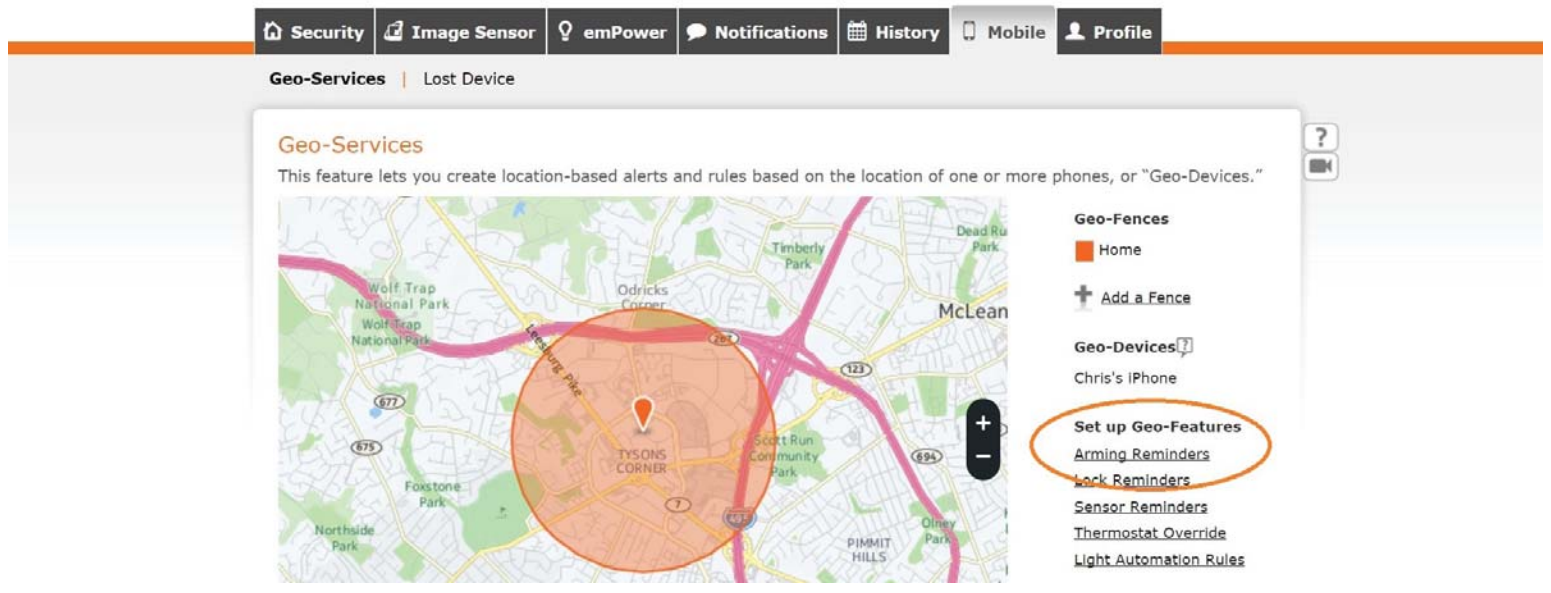 Security Image Sensor emPower Notifications History Mobile Profile
Geo-Services | Lost Device
Geo-Services
This feature lets you create location-based alerts and rules based on the location of one or more phones, or “Geo-Devices.”
?
Geo-Fences
Home
Add a Fence
Geo-Devices ?
Chris's iPhone
Set up Geo-Features
Arming Reminders
Lock Reminders
Sensor Reminders
Thermostat Override
Light Automation Rules
Dead Ru
Park
Timberly
Park
Wolf Trap
National Park
Odricks
Corner
McLean
Wolf Trap
National Park
Leesburg Pike
267
123
677
675
TYSONS
CORNER
Scott Run
Community
Park
694
+
−
Foxstone
Park
7
495
Northside
Park
PIMMIT
HILLS
Olney
Park